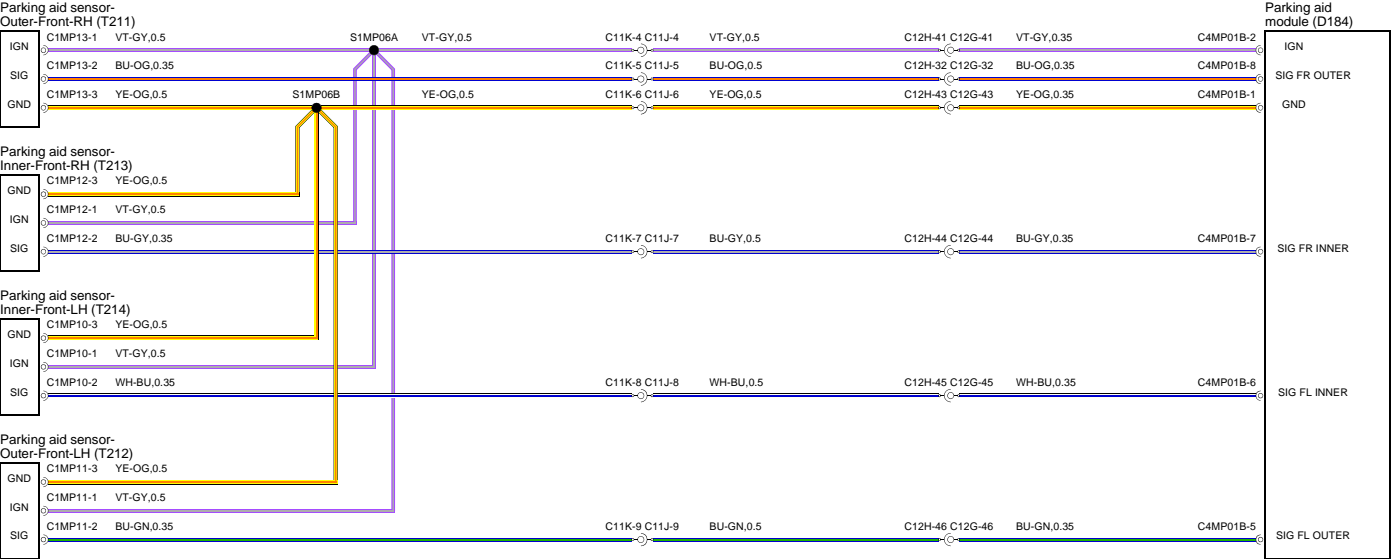 Parking aid sensor-
Outer-Front-RH (T211)
Parking aid
module (D184)
IGN C1MP13-1 VT-GY,0.5 S1MP06A VT-GY,0.5 C11K-4 C11J-4 VT-GY,0.5 C12H-41 C12G-41 VT-GY,0.35 C4MP01B-2 IGN
SIG C1MP13-2 BU-OG,0.35 C11K-5 C11J-5 BU-OG,0.5 C12H-32 C12G-32 BU-OG,0.35 C4MP01B-8 SIG FR OUTER
GND C1MP13-3 YE-OG,0.5 S1MP06B YE-OG,0.5 C11K-6 C11J-6 YE-OG,0.5 C12H-43 C12G-43 YE-OG,0.35 C4MP01B-1 GND
Parking aid sensor-
Inner-Front-RH (T213)
GND C1MP12-3 YE-OG,0.5
IGN C1MP12-1 VT-GY,0.5
SIG C1MP12-2 BU-GY,0.35 C11K-7 C11J-7 BU-GY,0.5 C12H-44 C12G-44 BU-GY,0.35 C4MP01B-7 SIG FR INNER
Parking aid sensor-
Inner-Front-LH (T214)
GND C1MP10-3 YE-OG,0.5
IGN C1MP10-1 VT-GY,0.5
SIG C1MP10-2 WH-BU,0.35 C11K-8 C11J-8 WH-BU,0.5 C12H-45 C12G-45 WH-BU,0.35 C4MP01B-6 SIG FL INNER
Parking aid sensor-
Outer-Front-LH (T212)
GND C1MP11-3 YE-OG,0.5
IGN C1MP11-1 VT-GY,0.5
SIG C1MP11-2 BU-GN,0.35 C11K-9 C11J-9 BU-GN,0.5 C12H-46 C12G-46 BU-GN,0.35 C4MP01B-5 SIG FL OUTER